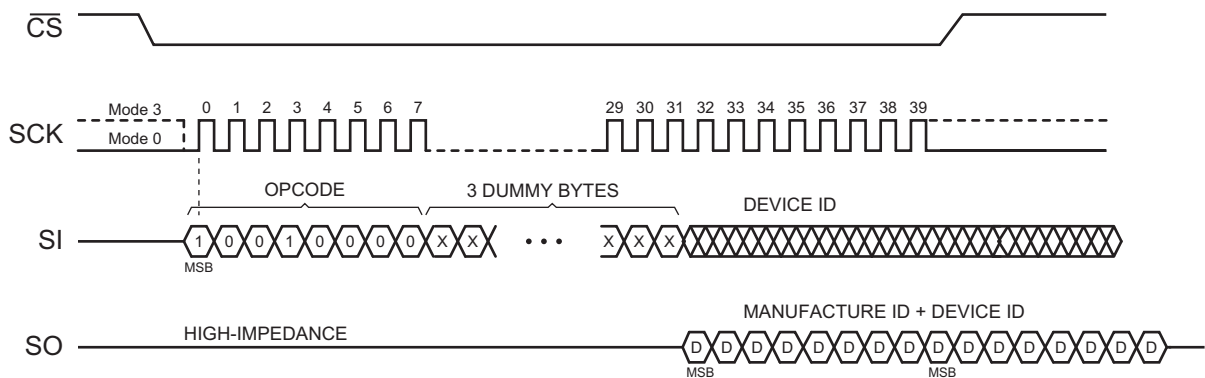 CS
Mode 3
0 1 2 3 4 5 6 7 29 30 31 32 33 34 35 36 37 38 39
SCK
Mode 0
OPCODE 3 DUMMY BYTES DEVICE ID
SI 1 0 0 1 0 0 0 0 X X • • • X X X
MSB
MANUFACTURE ID + DEVICE ID
HIGH-IMPEDANCE
SO D D D D D D D D D D D D D D D D
MSB MSB